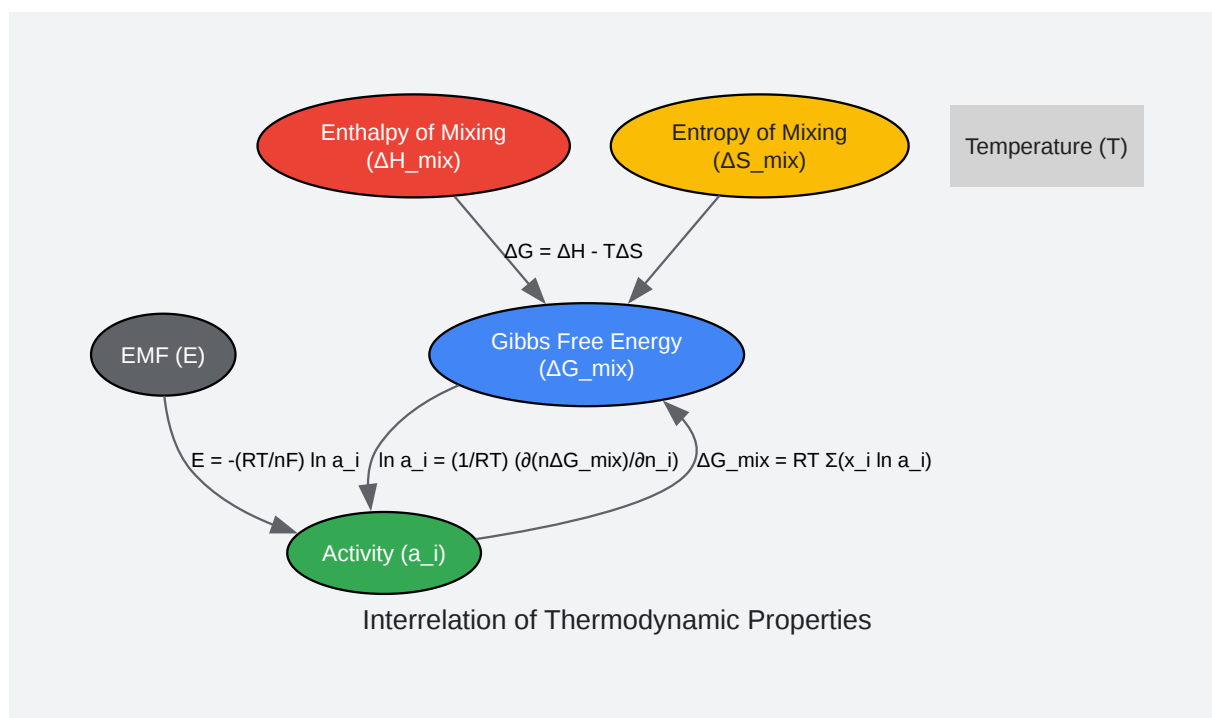 Enthalpy of Mixing
(ΔH_mix)
Entropy of Mixing
(ΔS_mix)
Temperature (T)
ΔG = ΔH - TΔS
EMF (E)
Gibbs Free Energy
(ΔG_mix)
E = -(RT/nF) ln a_i
ln a_i = (1/RT) (∂(nΔG_mix)/∂n_i)
ΔG_mix = RT Σ(x_i ln a_i)
Activity (a_i)
Interrelation of Thermodynamic Properties